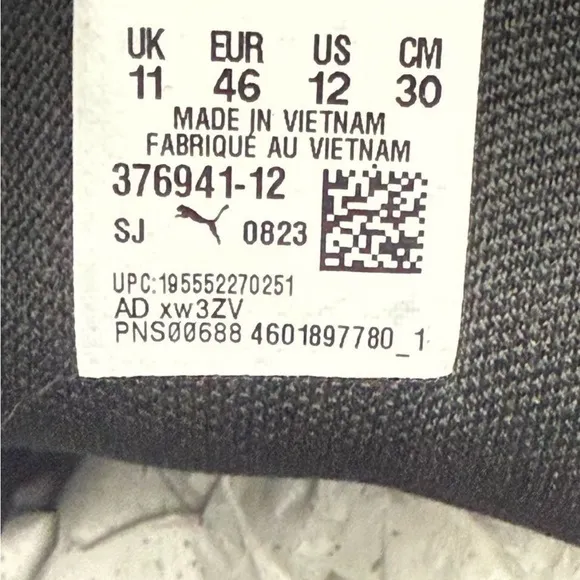 UK EUR US CM
11 46 12 30
MADE IN VIETNAM
FABRIQUÉ AU VIETNAM
376941-12
SJ 0823
UPC:195552270251
AD xw3ZV
PNS00688 4601897780_1